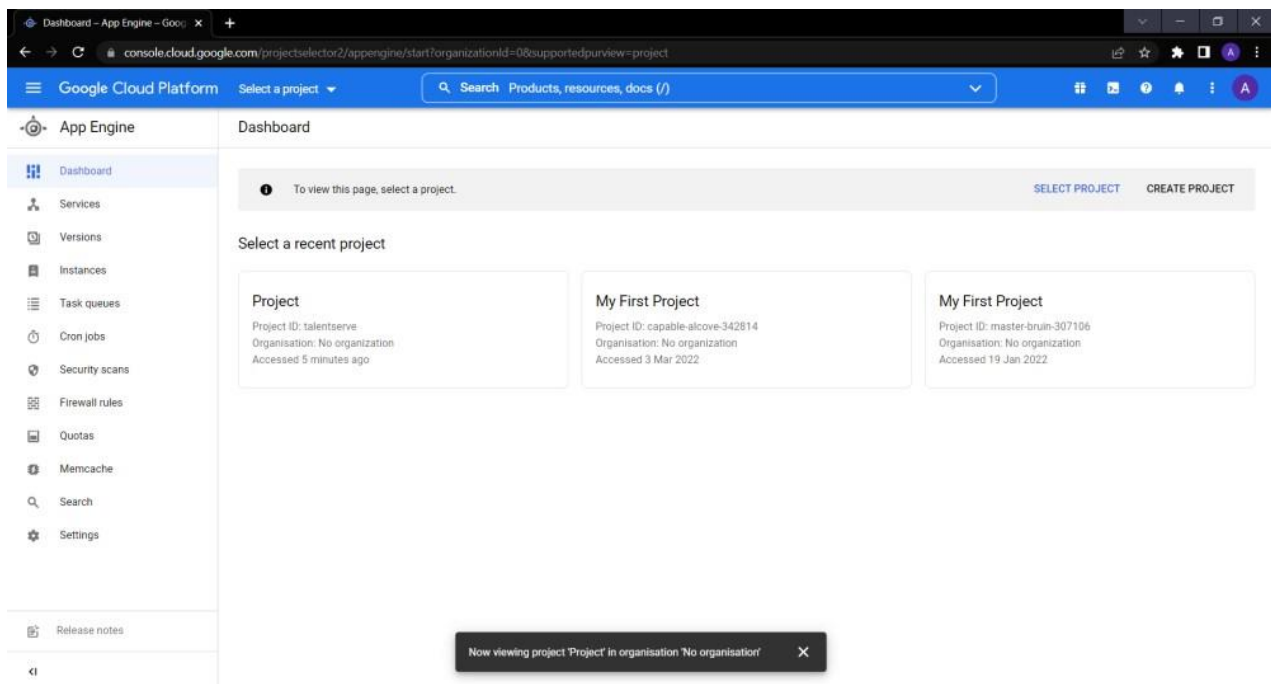 Dashboard – App Engine – Goog
console.cloud.google.com/projectselector2/appengine/start?organizationId=0&supportedpurview=project
Google Cloud Platform
Select a project
Search Products, resources, docs (/)
A
App Engine
Dashboard
Dashboard
Services
Versions
Instances
Task queues
Cron jobs
Security scans
Firewall rules
Quotas
Memcache
Search
Settings
Release notes
To view this page, select a project.
SELECT PROJECT
CREATE PROJECT
Select a recent project
Project
Project ID: talentserve
Organisation: No organization
Accessed 5 minutes ago
My First Project
Project ID: capable-alcove-342814
Organisation: No organization
Accessed 3 Mar 2022
My First Project
Project ID: master-bruin-307106
Organisation: No organization
Accessed 19 Jan 2022
Now viewing project 'Project' in organisation 'No organisation'